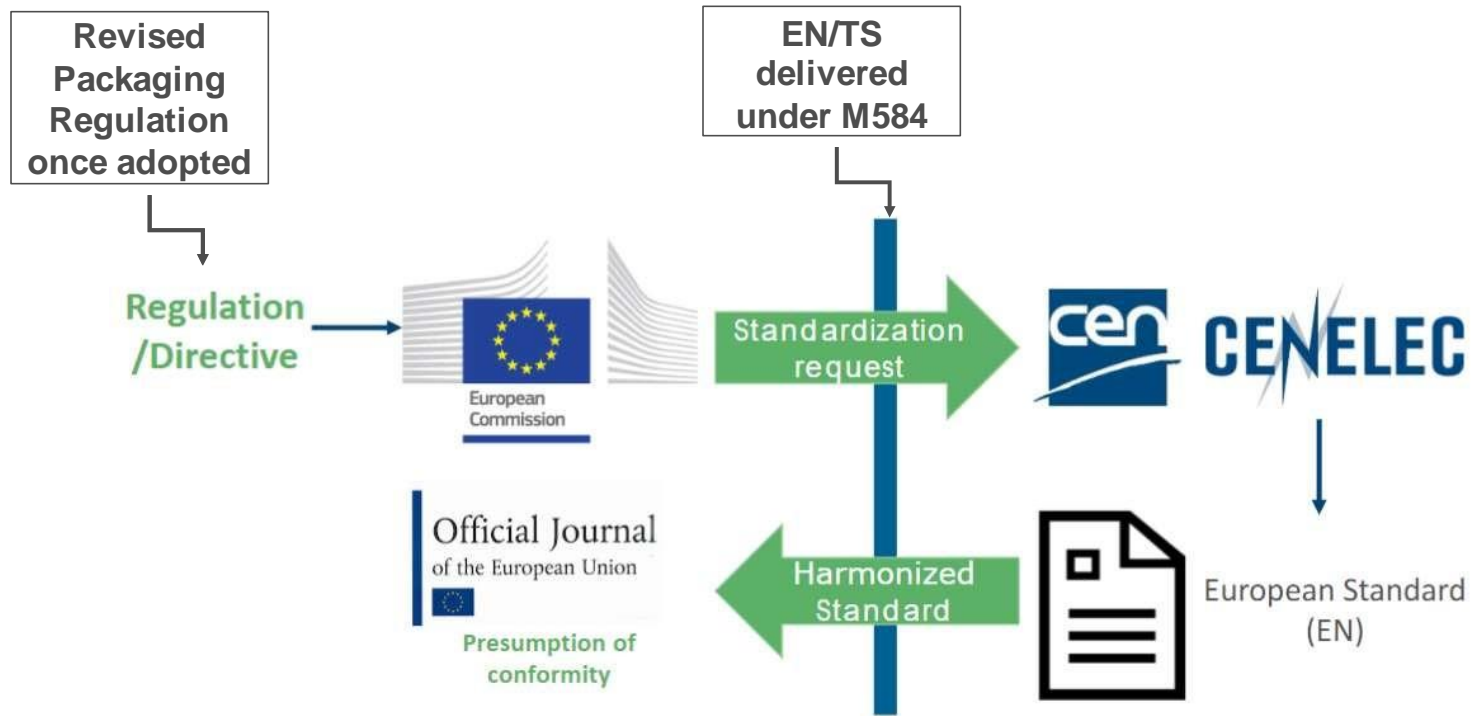 Revised
Packaging
Regulation
once adopted
EN/TS
delivered
under M584
Regulation
/Directive
European
Commission
Standardization
request
cen
CENELEC
Official Journal
of the European Union
Presumption of
conformity
Harmonized
Standard
European Standard
(EN)